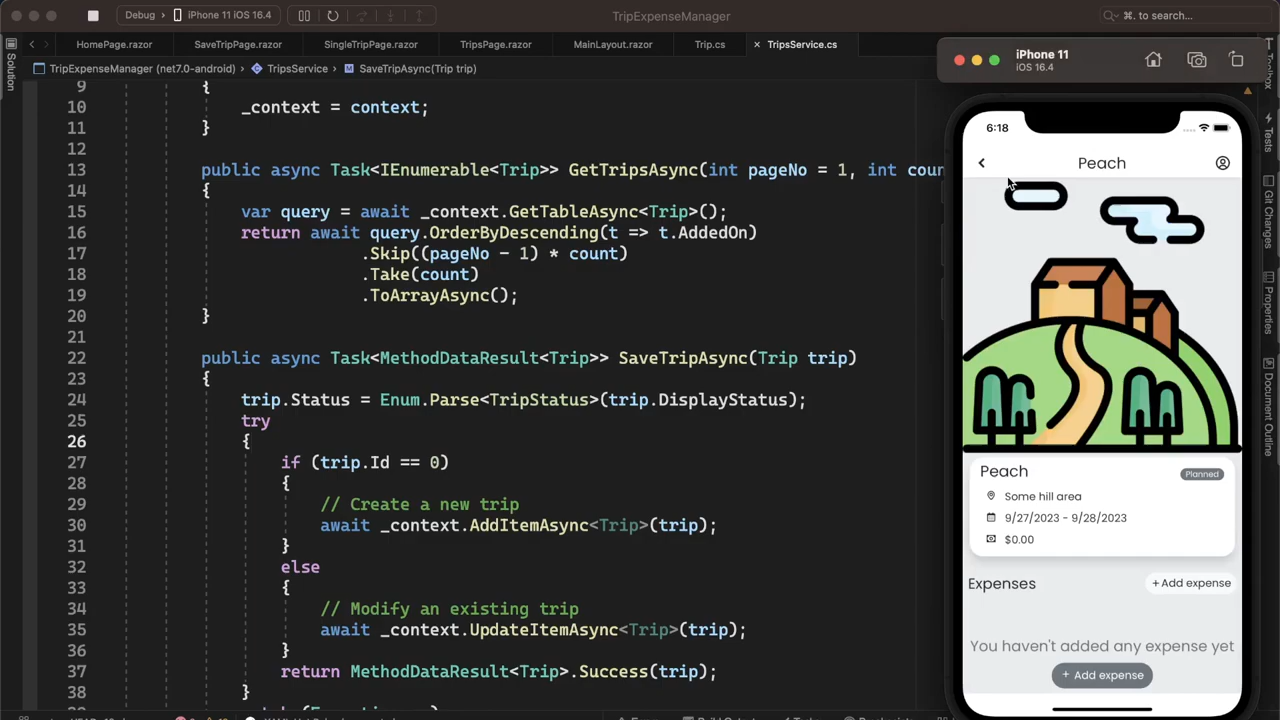 Debug › iPhone 11 iOS 16.4
TripExpenseManager
⌘. to search...
HomePage.razor
SaveTripPage.razor
SingleTripPage.razor
TripsPage.razor
MainLayout.razor
Trip.cs
× TripsService.cs
TripExpenseManager (net7.0-android) › TripsService › SaveTripAsync(Trip trip)
Solution
9 {
10 _context = context;
11 }
12
13 public async Task<IEnumerable<Trip>> GetTripsAsync(int pageNo = 1, int coun
14 {
15 var query = await _context.GetTableAsync<Trip>();
16 return await query.OrderByDescending(t => t.AddedOn)
17 .Skip((pageNo - 1) * count)
18 .Take(count)
19 .ToArrayAsync();
20 }
21
22 public async Task<MethodDataResult<Trip>> SaveTripAsync(Trip trip)
23 {
24 trip.Status = Enum.Parse<TripStatus>(trip.DisplayStatus);
25 try
26 {
27 if (trip.Id == 0)
28 {
29 // Create a new trip
30 await _context.AddItemAsync<Trip>(trip);
31 }
32 else
33 {
34 // Modify an existing trip
35 await _context.UpdateItemAsync<Trip>(trip);
36 }
37 return MethodDataResult<Trip>.Success(trip);
38 }
iPhone 11
iOS 16.4
6:18
Peach
Peach
Planned
Some hill area
9/27/2023 - 9/28/2023
$0.00
Expenses
+ Add expense
You haven't added any expense yet
+ Add expense
Toolbox
Tests
Git Changes
Properties
Document Outline